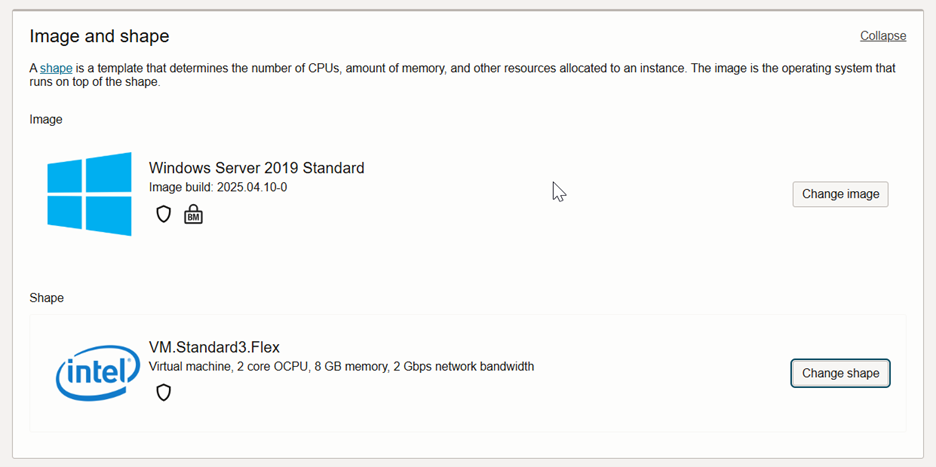 Image and shape
Collapse
A shape is a template that determines the number of CPUs, amount of memory, and other resources allocated to an instance. The image is the operating system that
runs on top of the shape.
Image
Windows Server 2019 Standard
Image build: 2025.04.10-0
BM
Change image
Shape
intel
VM.Standard3.Flex
Virtual machine, 2 core OCPU, 8 GB memory, 2 Gbps network bandwidth
Change shape